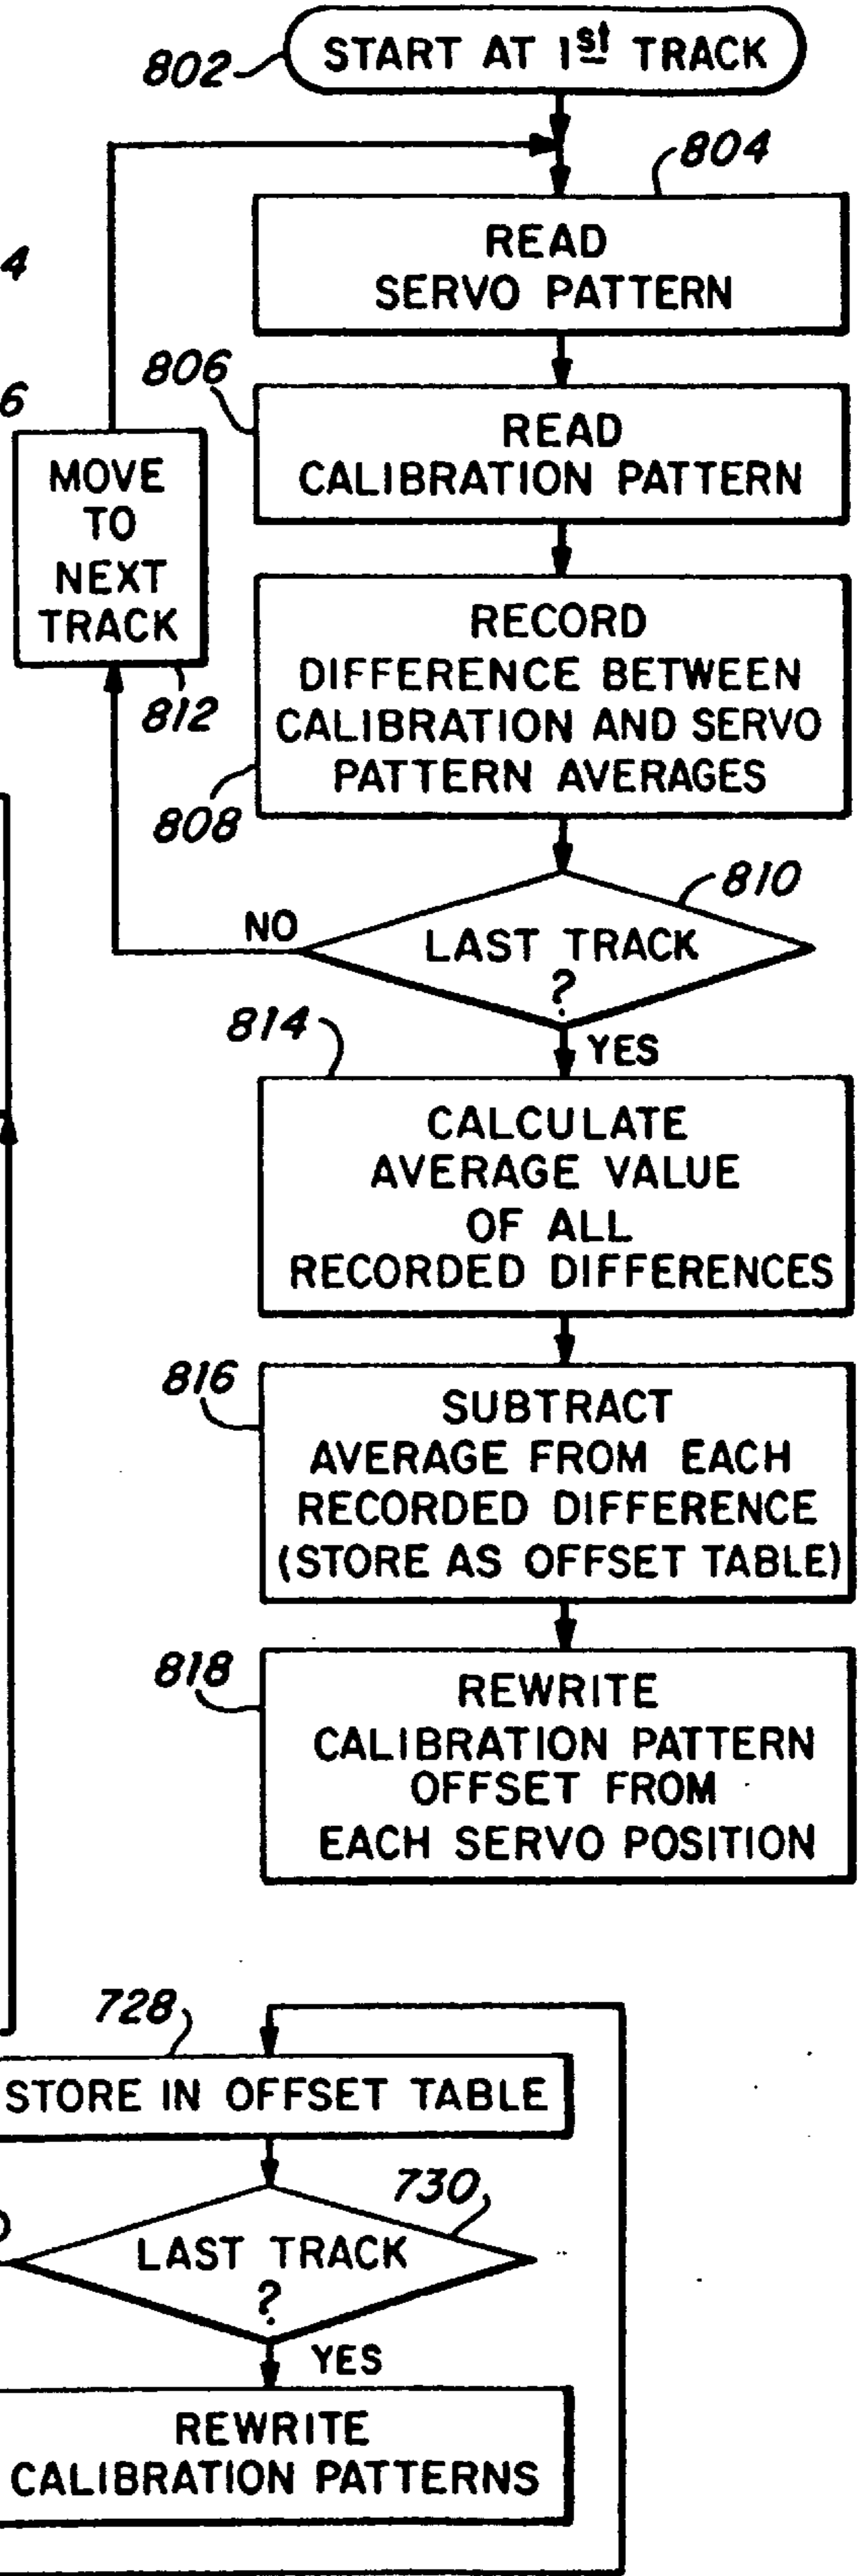 802
START AT 1st TRACK
804
READ
SERVO PATTERN
4
806
6
READ
CALIBRATION PATTERN
MOVE
TO
NEXT
TRACK
812
RECORD
DIFFERENCE BETWEEN
CALIBRATION AND SERVO
PATTERN AVERAGES
808
810
NO
LAST TRACK
?
814
YES
CALCULATE
AVERAGE VALUE
OF ALL
RECORDED DIFFERENCES
816
SUBTRACT
AVERAGE FROM EACH
RECORDED DIFFERENCE
(STORE AS OFFSET TABLE)
818
REWRITE
CALIBRATION PATTERN
OFFSET FROM
EACH SERVO POSITION
728
STORE IN OFFSET TABLE
730
LAST TRACK
?
YES
REWRITE
CALIBRATION PATTERNS